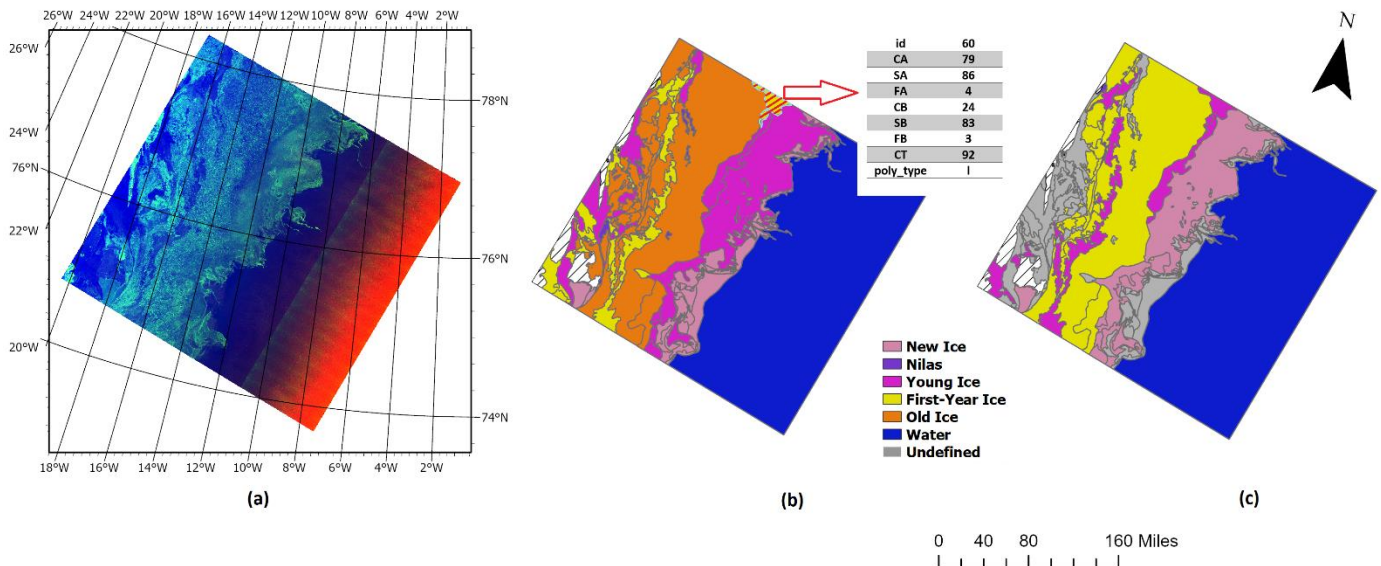 26°W 24°W 22°W 20°W 18°W 16°W 14°W 12°W 10°W 8°W 6°W 4°W 2°W
26°W
24°W
76°N
22°W
20°W
78°N
76°N
74°N
18°W 16°W 14°W 12°W 10°W 8°W 6°W 4°W 2°W
(a)
id 60
CA 79
SA 86
FA 4
CB 24
SB 83
FB 3
CT 92
poly_type I
New Ice
Nilas
Young Ice
First-Year Ice
Old Ice
Water
Undefined
(b)
N
(c)
0 40 80 160 Miles